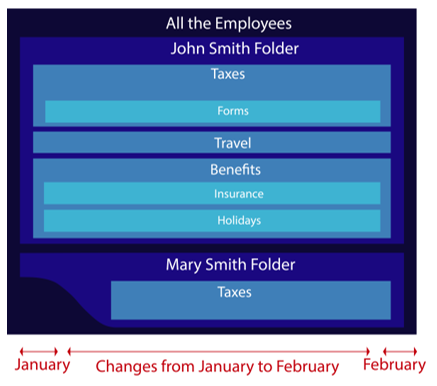 All the Employees
John Smith Folder
Taxes
Forms
Travel
Benefits
Insurance
Holidays
Mary Smith Folder
Taxes
January
Changes from January to February
February